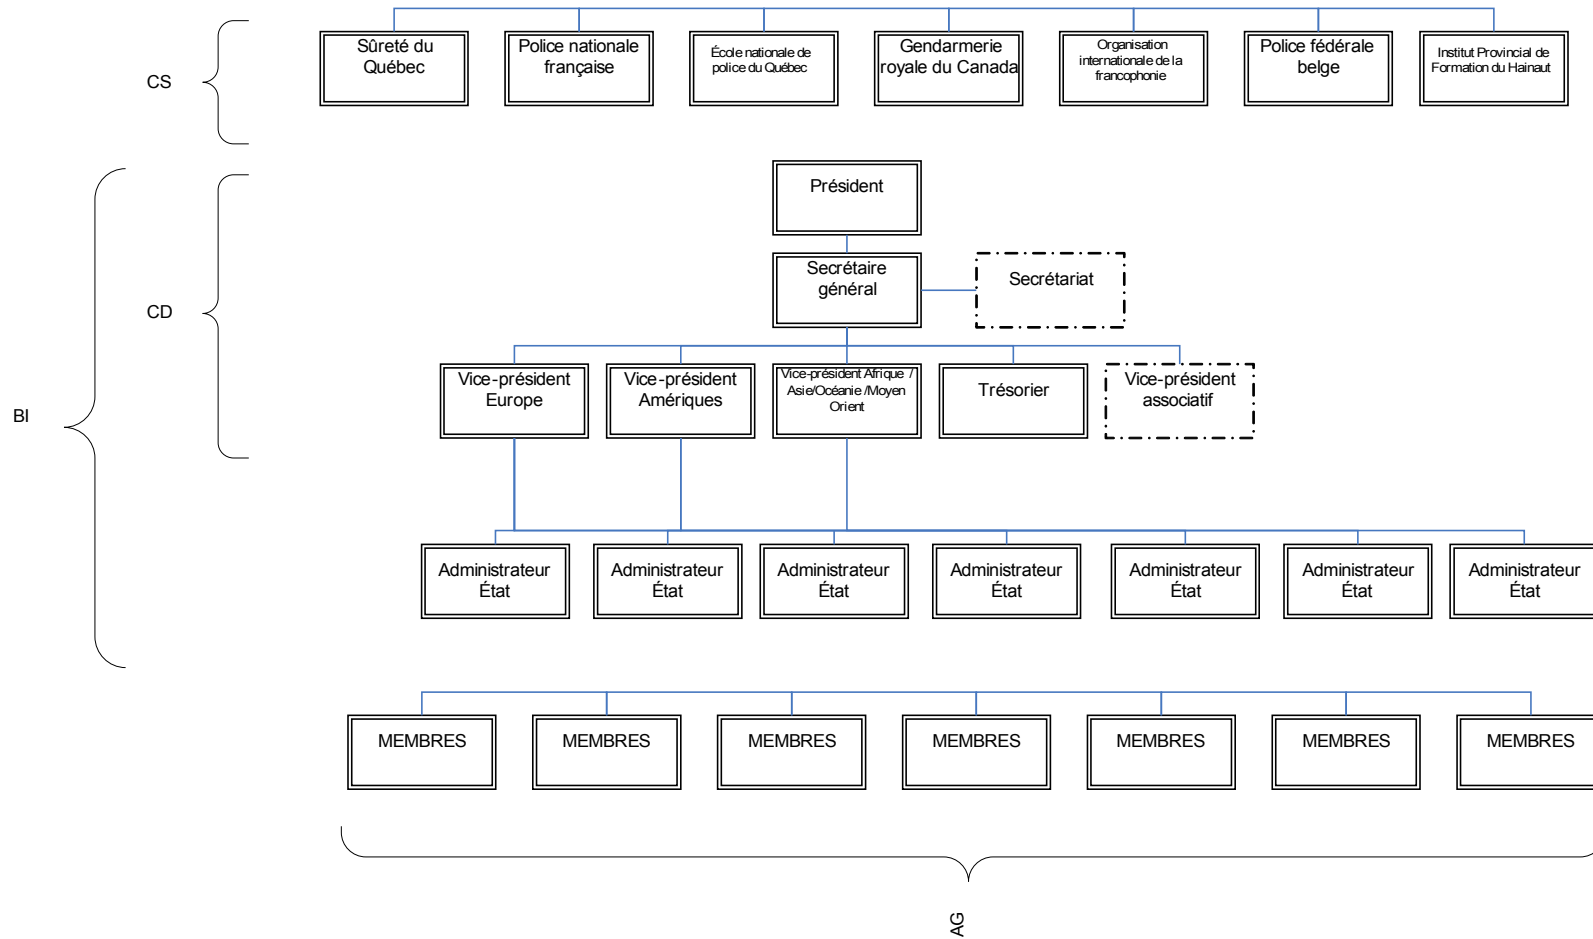 Sûreté du
Québec
Police nationale
française
École nationale de
police du Québec
Gendarmerie
royale du Canada
Organisation
internationale de la
francophonie
Police fédérale
belge
Institut Provincial de
Formation du Hainaut
CS
Président
Secrétaire
général
Secrétariat
CD
Vice-président
Europe
Vice-président
Amériques
Vice-président Afrique /
Asie/Océanie /Moyen
Orient
Trésorier
Vice-président
associatif
BI
Administrateur
État
Administrateur
État
Administrateur
État
Administrateur
État
Administrateur
État
Administrateur
État
Administrateur
État
MEMBRES
MEMBRES
MEMBRES
MEMBRES
MEMBRES
MEMBRES
MEMBRES
AG